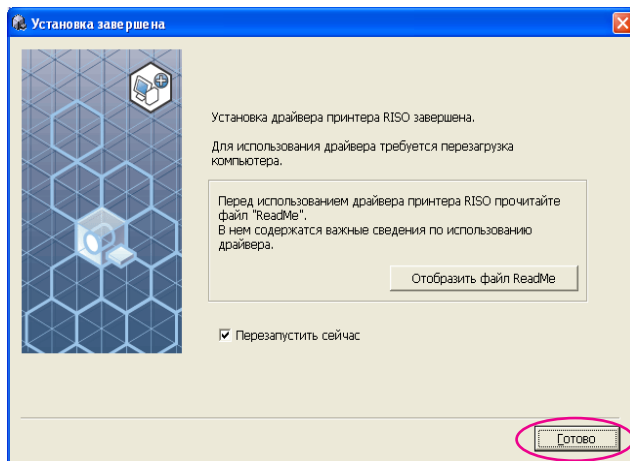 Установка завершена
Установка драйвера принтера RISO завершена.
Для использования драйвера требуется перезагрузка
компьютера.
Перед использованием драйвера принтера RISO прочитайте
файл "ReadMe".
В нем содержатся важные сведения по использованию
драйвера.
Отобразить файл ReadMe
Перезапустить сейчас
Готово